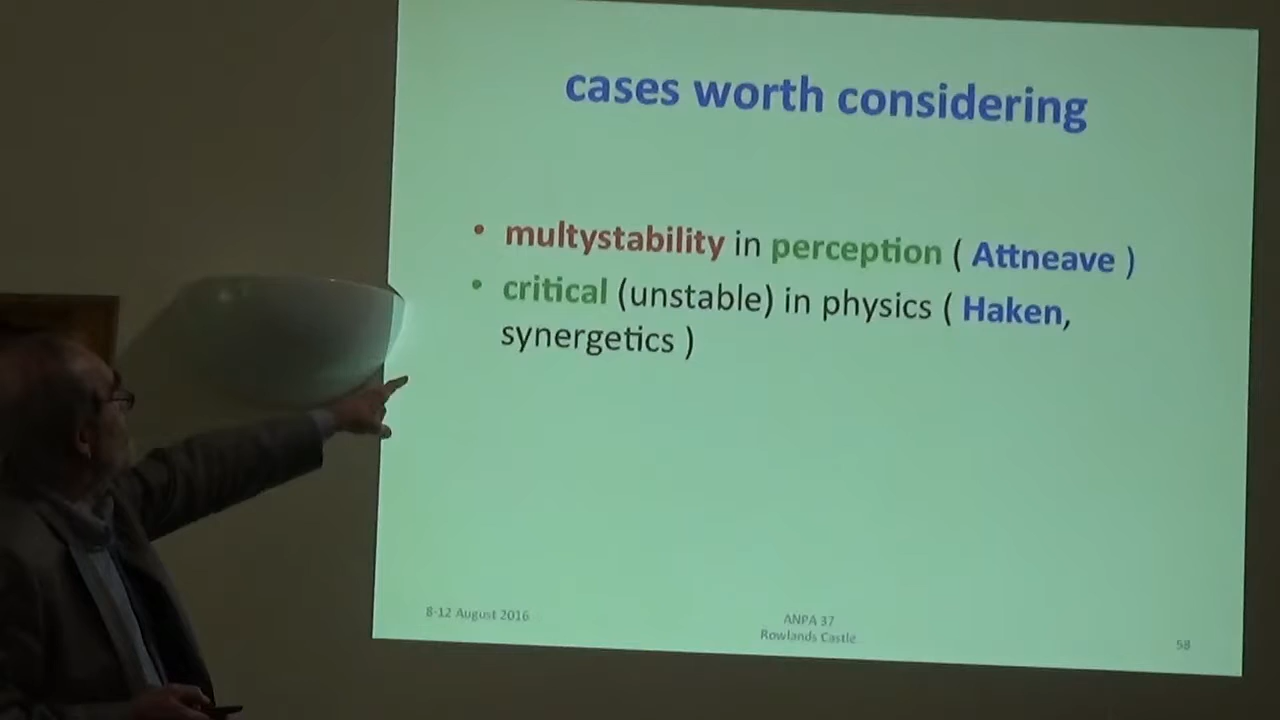 cases worth considering
• multystability in perception ( Attneave )
• critical (unstable) in physics ( Haken,
synergetics )
8-12 August 2016
ANPA 37
Rowlands Castle
58